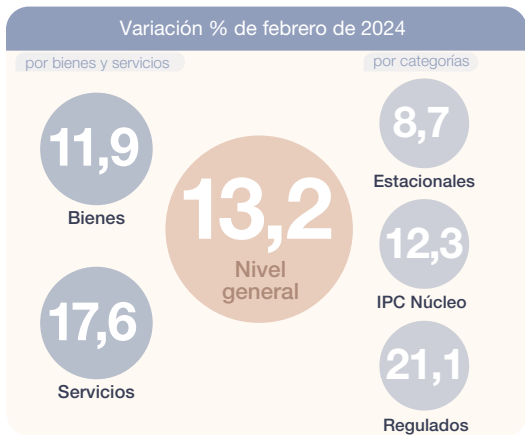 Variación % de febrero de 2024
por bienes y servicios
11,9
Bienes
17,6
Servicios
13,2
Nivel
general
por categorías
8,7
Estacionales
12,3
IPC Núcleo
21,1
Regulados